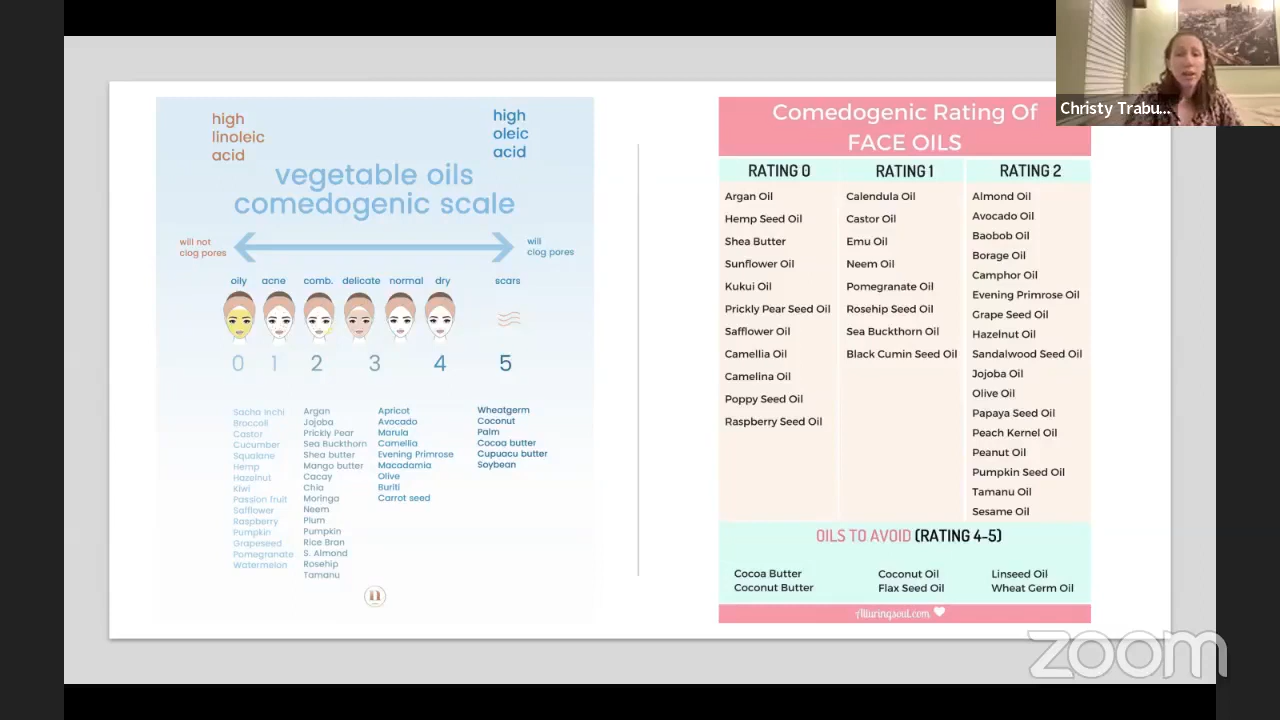 high
linoleic
acid
high
oleic
acid
vegetable oils
comedogenic scale
will not
clog pores
will
clog pores
oily acne comb. delicate normal dry scars
0 1 2 3 4 5
Sacha Inchi
Broccoli
Castor
Cucumber
Squalane
Hemp
Hazelnut
Kiwi
Passion fruit
Safflower
Raspberry
Pumpkin
Grapeseed
Pomegranate
Watermelon
Argan
Jojoba
Prickly Pear
Sea Buckthorn
Shea butter
Mango butter
Cacay
Chia
Moringa
Neem
Plum
Pumpkin
Rice Bran
S. Almond
Rosehip
Tamanu
Apricot
Avocado
Marula
Camellia
Evening Primrose
Macadamia
Olive
Buriti
Carrot seed
Wheatgerm
Coconut
Palm
Cocoa butter
Cupuacu butter
Soybean
n
Comedogenic Rating Of
FACE OILS
RATING 0
Argan Oil
Hemp Seed Oil
Shea Butter
Sunflower Oil
Kukui Oil
Prickly Pear Seed Oil
Safflower Oil
Camellia Oil
Camelina Oil
Poppy Seed Oil
Raspberry Seed Oil
RATING 1
Calendula Oil
Castor Oil
Emu Oil
Neem Oil
Pomegranate Oil
Rosehip Seed Oil
Sea Buckthorn Oil
Black Cumin Seed Oil
RATING 2
Almond Oil
Avocado Oil
Baobob Oil
Borage Oil
Camphor Oil
Evening Primrose Oil
Grape Seed Oil
Hazelnut Oil
Sandalwood Seed Oil
Jojoba Oil
Olive Oil
Papaya Seed Oil
Peach Kernel Oil
Peanut Oil
Pumpkin Seed Oil
Tamanu Oil
Sesame Oil
OILS TO AVOID (RATING 4-5)
Cocoa Butter Coconut Oil Linseed Oil
Coconut Butter Flax Seed Oil Wheat Germ Oil
Alluringsoul.com
Christy Trabu...
zoom